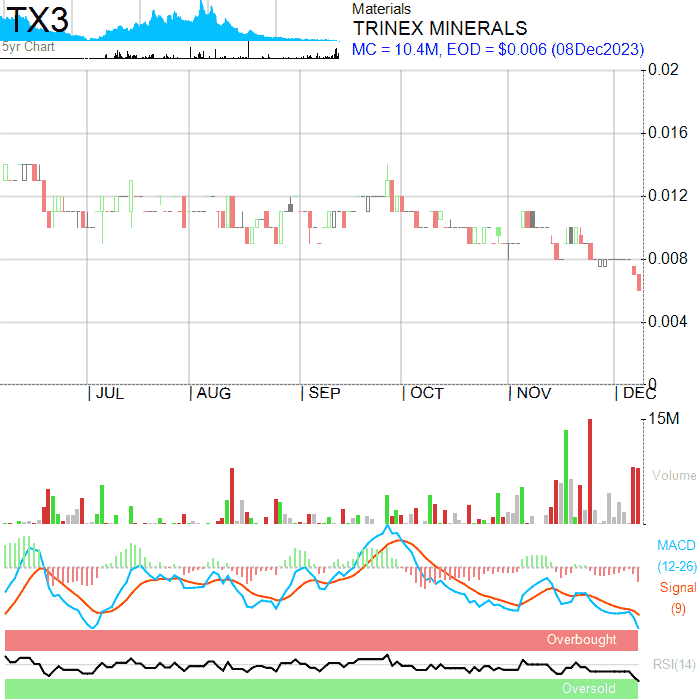 TX3
5yr Chart
Materials
TRINEX MINERALS
MC = 10.4M, EOD = $0.006 (08Dec2023)
0.02
0.016
0.012
0.008
0.004
0
JUL AUG SEP OCT NOV DEC
15M
Volume
MACD
(12-26)
Signal
(9)
Overbought
RSI(14)
Oversold